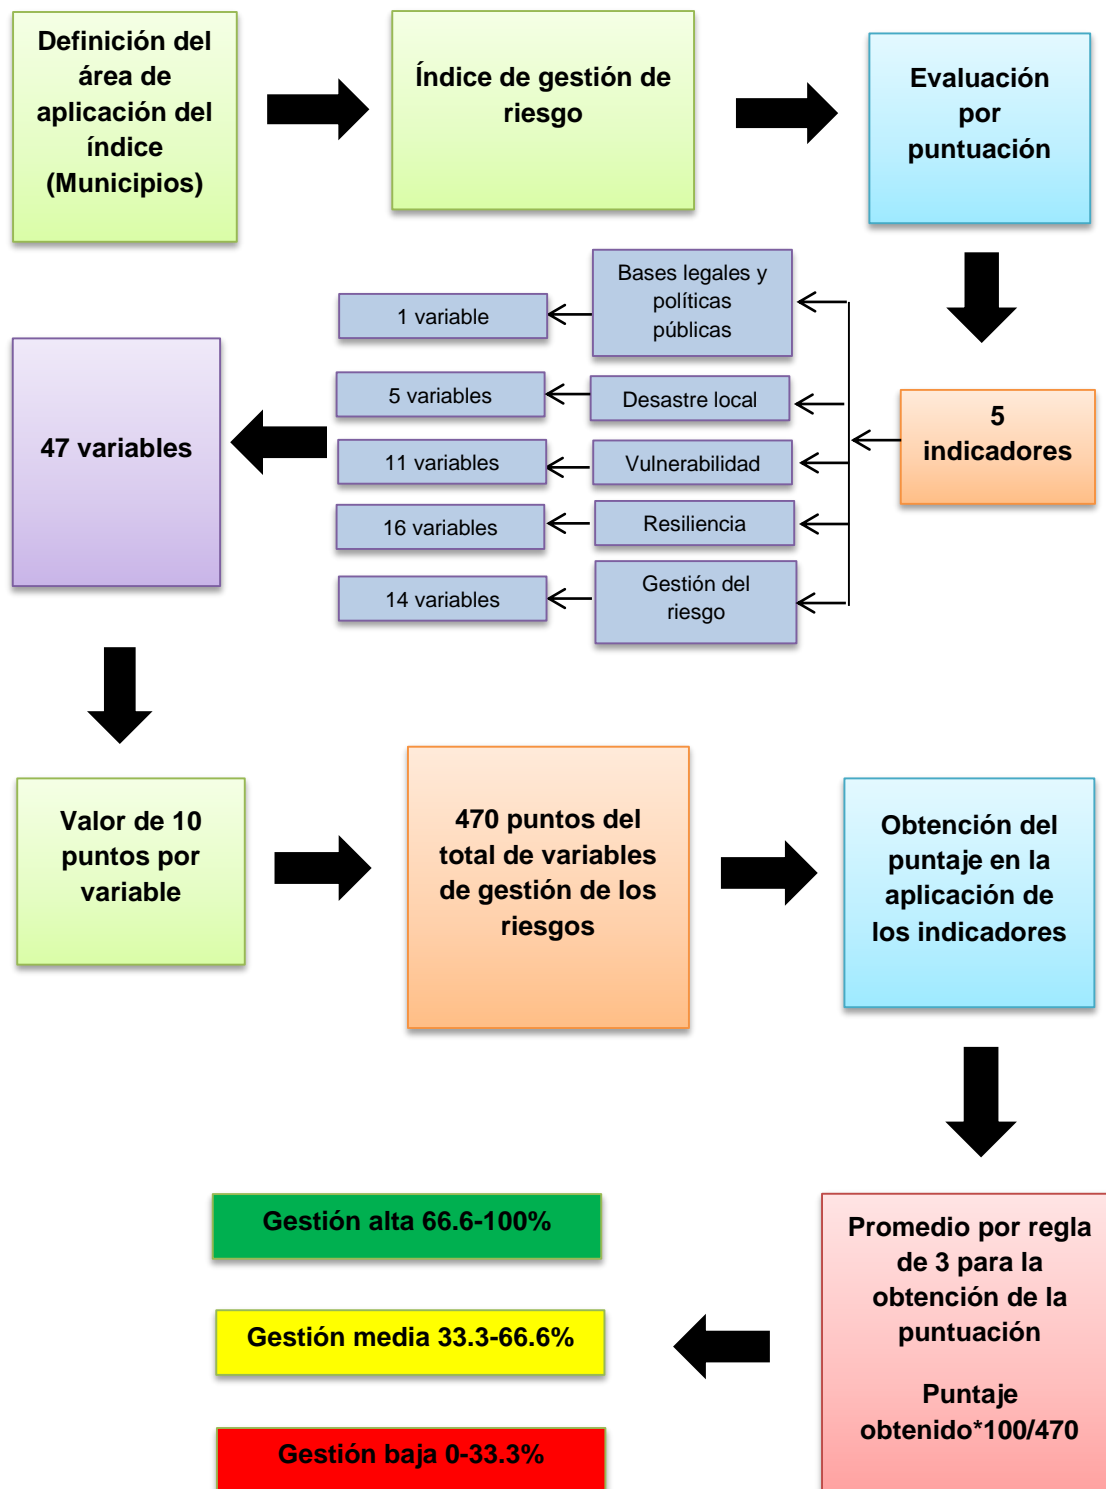 Definición del
área de
aplicación del
índice
(Municipios)
Índice de gestión de
riesgo
Evaluación
por
puntuación
5
indicadores
Bases legales y
políticas
públicas
1 variable
Desastre local
5 variables
Vulnerabilidad
11 variables
Resiliencia
16 variables
Gestión del
riesgo
14 variables
47 variables
Valor de 10
puntos por
variable
470 puntos del
total de variables
de gestión de los
riesgos
Obtención del
puntaje en la
aplicación de
los indicadores
Promedio por regla
de 3 para la
obtención de la
puntuación
Puntaje
obtenido*100/470
Gestión alta 66.6-100%
Gestión media 33.3-66.6%
Gestión baja 0-33.3%